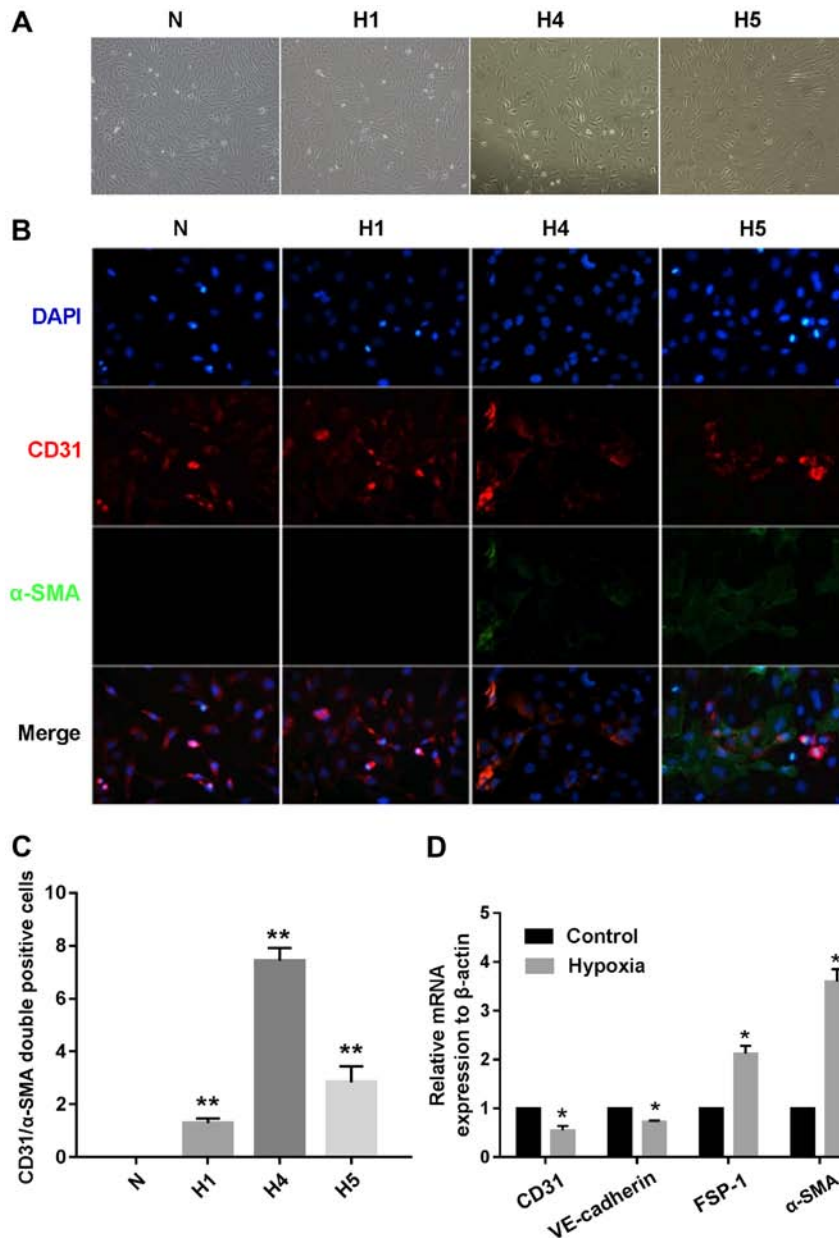 A
N H1 H4 H5
B
N H1 H4 H5
DAPI
CD31
α-SMA
Merge
C
CD31/α-SMA double positive cells
10
8
6
4
2
0
**
**
**
N H1 H4 H5
D
Relative mRNA
expression to β-actin
5
4
3
2
1
0
Control
Hypoxia
*
*
*
*
CD31 VE-cadherin FSP-1 α-SMA